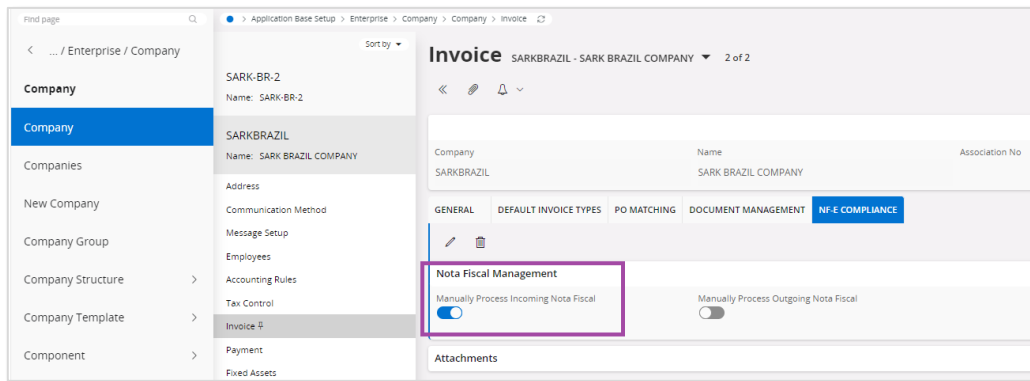 Find page
> Application Base Setup > Enterprise > Company > Company > Invoice
... / Enterprise / Company
Company
Company
Companies
New Company
Company Group
Company Structure
Company Template
Component
Sort by
SARK-BR-2
Name: SARK-BR-2
SARKBRAZIL
Name: SARK BRAZIL COMPANY
Address
Communication Method
Message Setup
Employees
Accounting Rules
Tax Control
Invoice
Payment
Fixed Assets
Invoice SARKBRAZIL - SARK BRAZIL COMPANY 2 of 2
Company Name Association No
SARKBRAZIL SARK BRAZIL COMPANY
GENERAL DEFAULT INVOICE TYPES PO MATCHING DOCUMENT MANAGEMENT NF-E COMPLIANCE
Nota Fiscal Management
Manually Process Incoming Nota Fiscal Manually Process Outgoing Nota Fiscal
Attachments